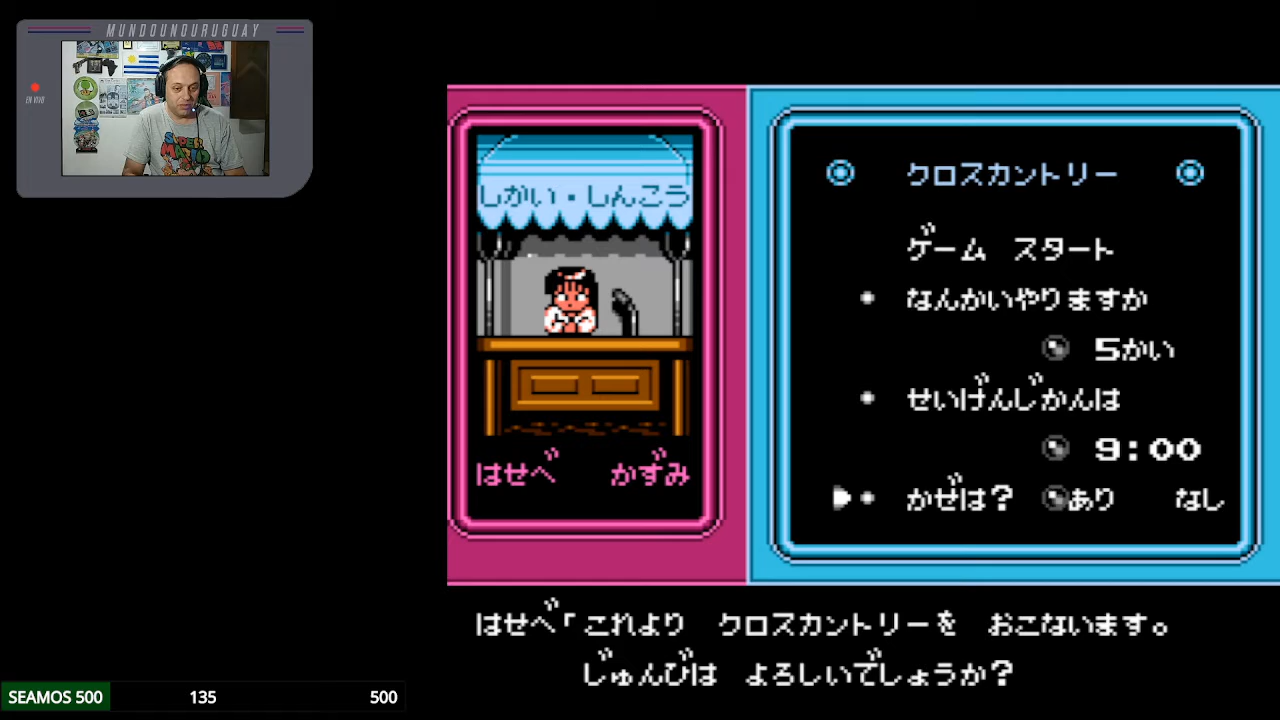 MUNDOUNOURUGUAY
EN VIVO
しかい・しんこう
はせべ かずみ
クロスカントリー
ゲーム スタート
・ なんかいやりますか
5かい
・ せいげんじかんは
9:00
・ かぜは? あり なし
はせべ「これより クロスカントリーを おこないます。
じゅんびは よろしいでしょうか?
SEAMOS 500 135 500